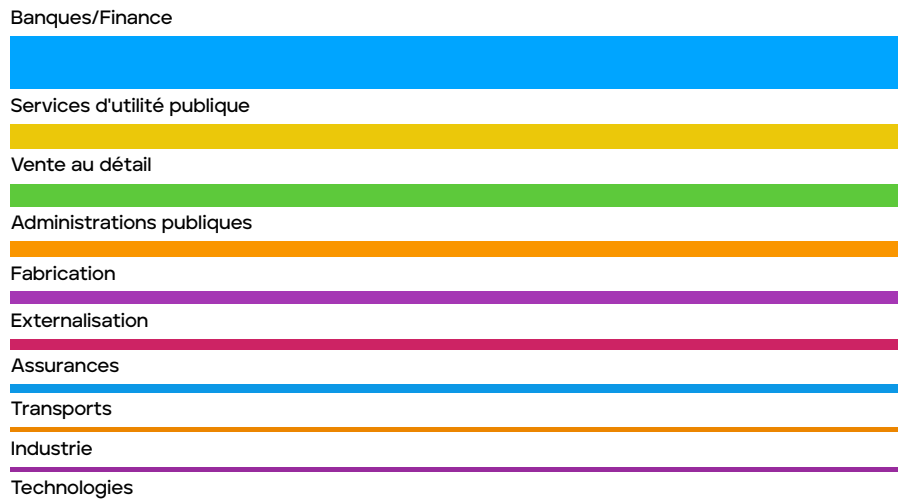 Banques/Finance
Services d'utilité publique
Vente au détail
Administrations publiques
Fabrication
Externalisation
Assurances
Transports
Industrie
Technologies